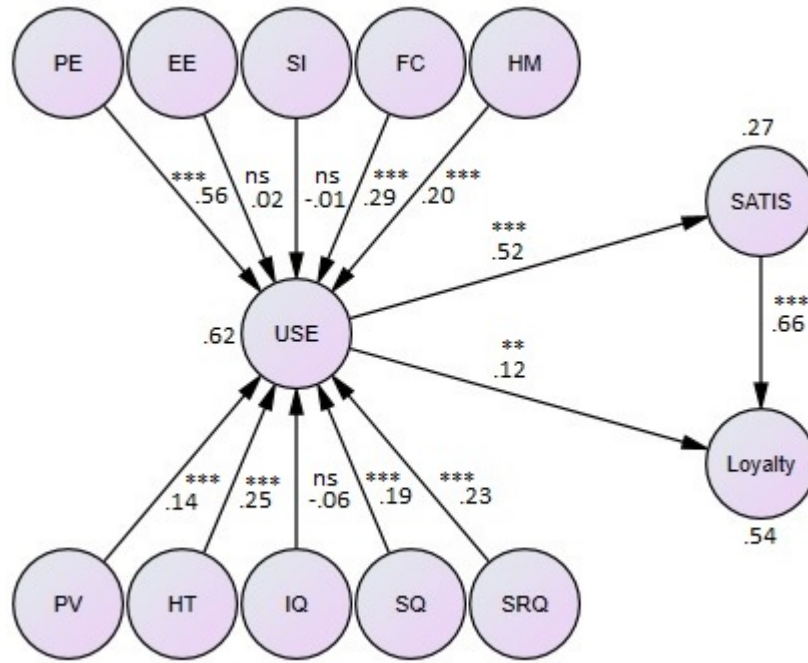 PE EE SI FC HM
.27
*** ns ns *** ***
.56 .02 -.01 .29 .20
SATIS
***
.52
***
.66
.62 USE
**
.12
*** *** ns *** ***
.14 .25 -.06 .19 .23
Loyalty
.54
PV HT IQ SQ SRQ